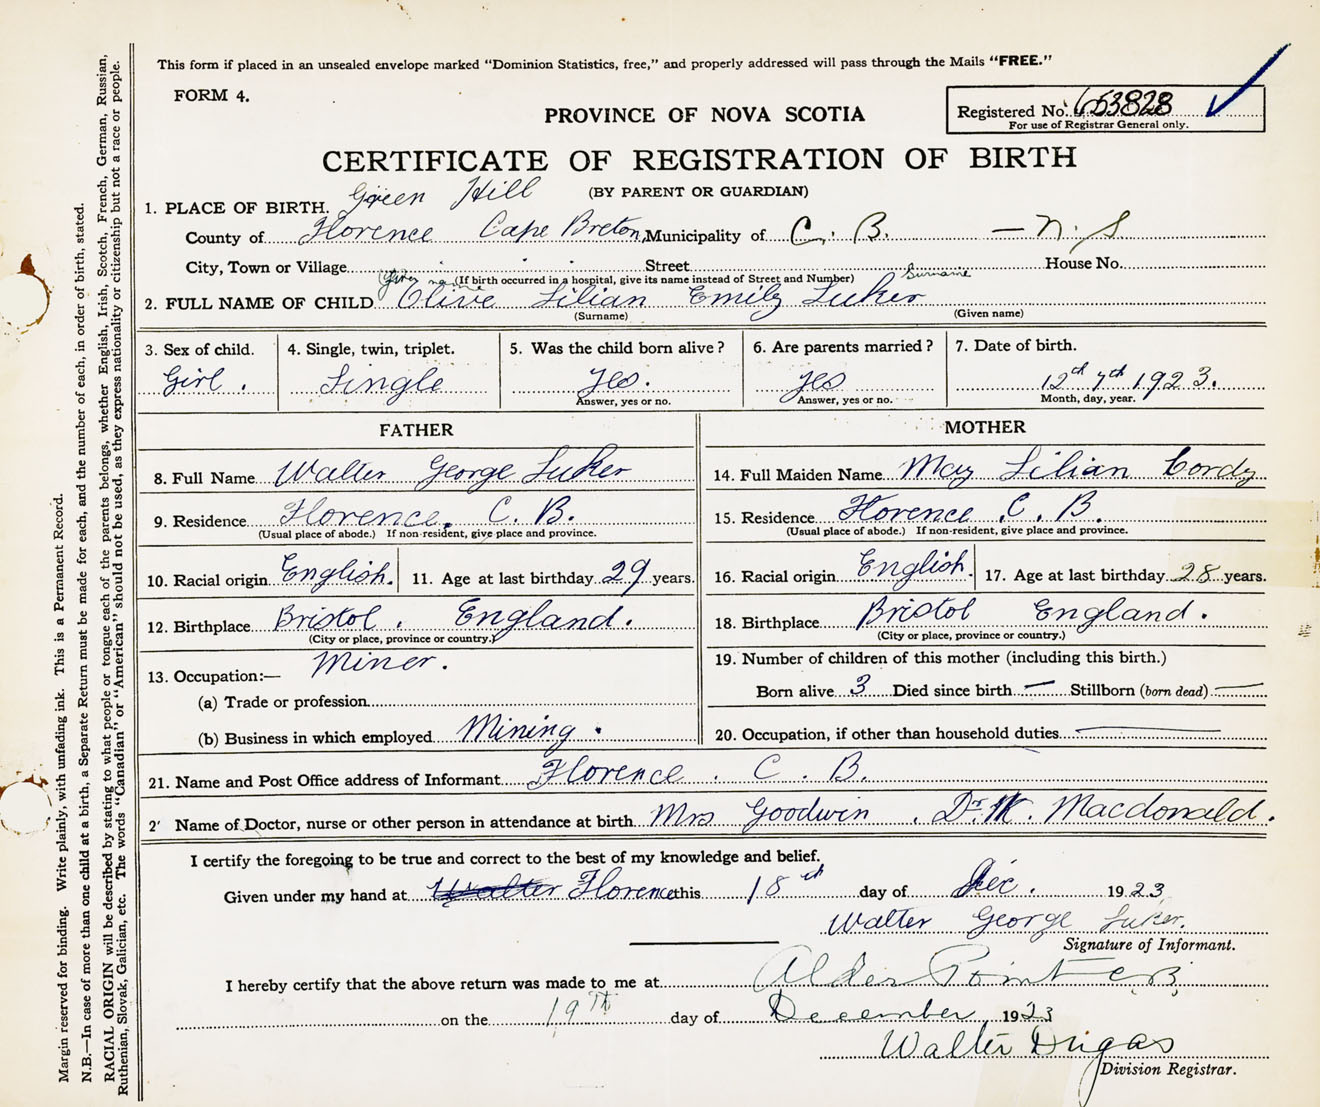 This form if placed in an unsealed envelope marked "Dominion Statistics, free," and properly addressed will pass through the Mails "FREE."
FORM 4.
Registered No. 653828
For use of Registrar General only.
PROVINCE OF NOVA SCOTIA
CERTIFICATE OF REGISTRATION OF BIRTH
(BY PARENT OR GUARDIAN)
1. PLACE OF BIRTH. Green Hill
County of Florence Cape Breton, Municipality of C. B. — N. S
City, Town or Village Street House No.
(If birth occurred in a hospital, give its name instead of Street and Number)
Given name Surname
2. FULL NAME OF CHILD Olive Lilian Emily Luker
(Surname) (Given name)
3. Sex of child. 4. Single, twin, triplet. 5. Was the child born alive? 6. Are parents married? 7. Date of birth.
Girl. Single Yes. Yes 12th 7th 1923.
Answer, yes or no. Answer, yes or no. Month, day, year.
FATHER MOTHER
8. Full Name Walter George Luker 14. Full Maiden Name May Lilian Cordy
9. Residence Florence, C. B. 15. Residence Florence C. B.
(Usual place of abode.) If non-resident, give place and province. (Usual place of abode.) If non-resident, give place and province.
10. Racial origin English. 11. Age at last birthday 29 years. 16. Racial origin English. 17. Age at last birthday 28 years.
12. Birthplace Bristol. England. 18. Birthplace Bristol England.
(City or place, province or country.) (City or place, province or country.)
13. Occupation:— Miner. 19. Number of children of this mother (including this birth.)
(a) Trade or profession Born alive 3 Died since birth — Stillborn (born dead) —
(b) Business in which employed Mining. 20. Occupation, if other than household duties —
21. Name and Post Office address of Informant Florence. C. B.
2' Name of Doctor, nurse or other person in attendance at birth Mrs Goodwin. Dr. M. Macdonald.
I certify the foregoing to be true and correct to the best of my knowledge and belief.
Given under my hand at Walter Florence this 18th day of Dec. 1923
Walter George Luker.
Signature of Informant.
I hereby certify that the above return was made to me at Alder Point C. B.
on the 19TH day of December 1923
Walter Drigas
Division Registrar.
Margin reserved for binding. Write plainly, with unfading ink. This is a Permanent Record.
N.B.—In case of more than one child at a birth, a Separate Return must be made for each, and the number of each, in order of birth, stated.
RACIAL ORIGIN will be described by stating to what people or tongue each of the parents belongs, whether English, Irish, Scotch, French, German, Russian,
Ruthenian, Slovak, Galician, etc. The words "Canadian" or "American" should not be used, as they express nationality or citizenship but not a race or people.